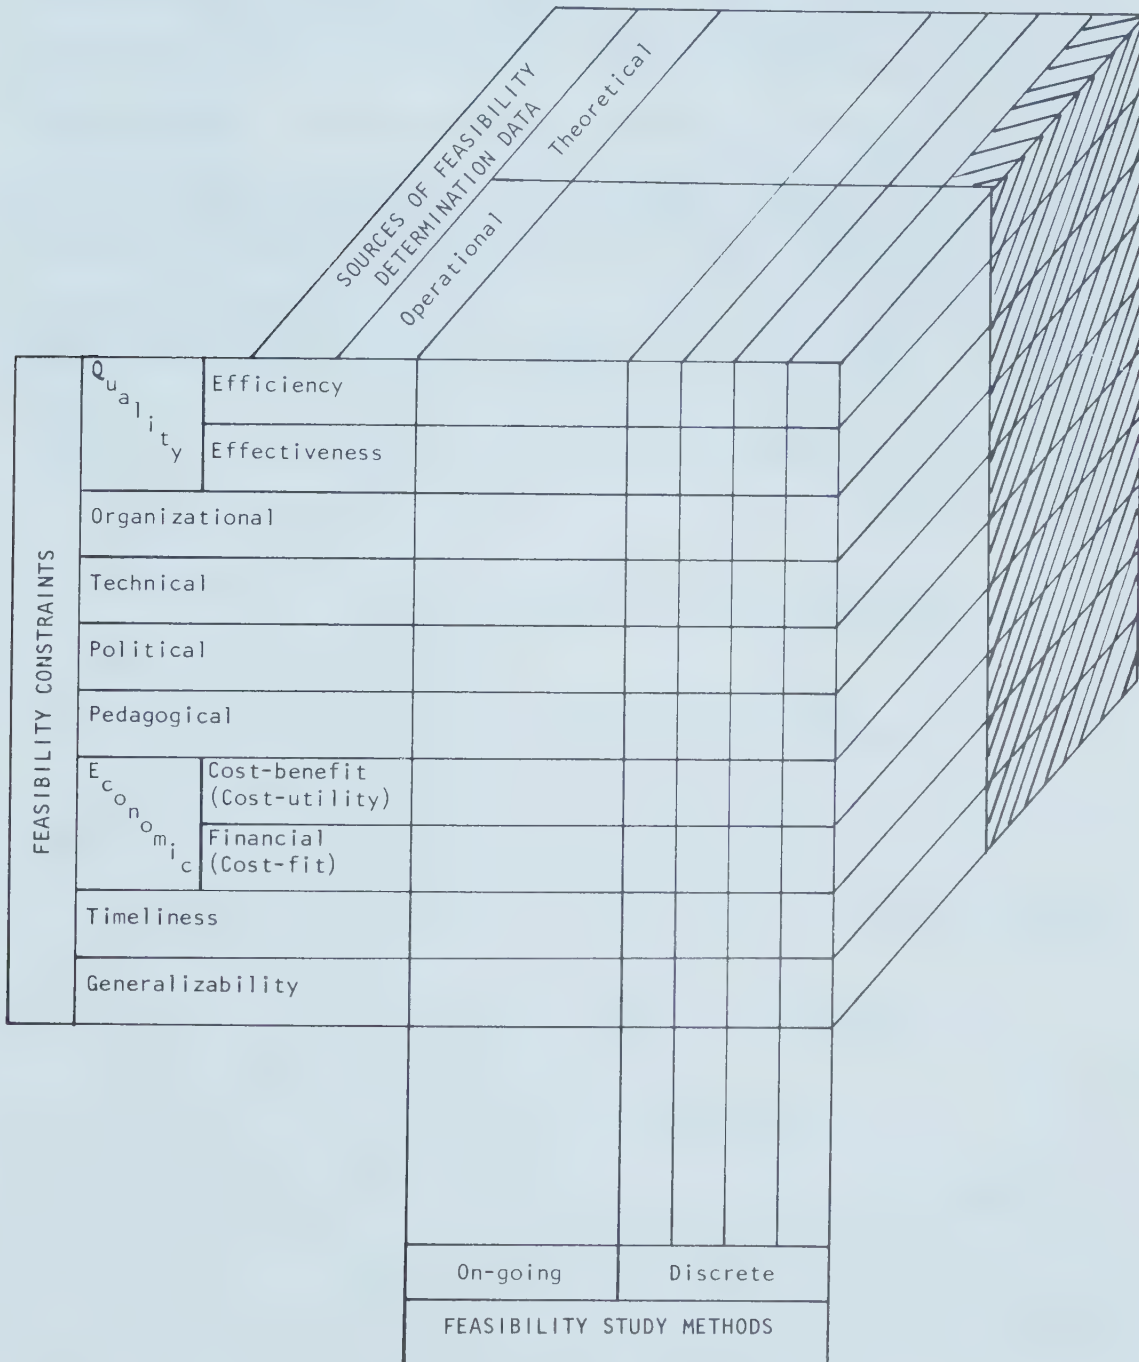 SOURCES OF FEASIBILITY
DETERMINATION DATA
Theoretical
Operational
FEASIBILITY CONSTRAINTS
Quality
Efficiency
Effectiveness
Organizational
Technical
Political
Pedagogical
Economic
Cost-benefit
(Cost-utility)
Financial
(Cost-fit)
Timeliness
Generalizability
On-going
Discrete
FEASIBILITY STUDY METHODS